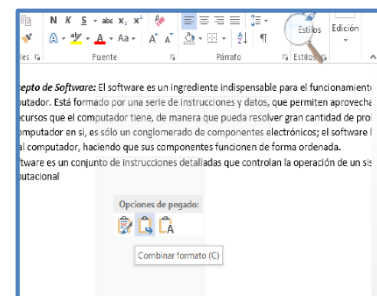 N K S abc x₂ x²
A aby A Aa A A
Estilos Edición
Fuente Párrafo Estilos
cepto de Software: El software es un ingrediente indispensable para el funcionamiento
putador. Está formado por una serie de instrucciones y datos, que permiten aprovecha
ecursos que el computador tiene, de manera que pueda resolver gran cantidad de pro
omputador en si, es sólo un conglomerado de componentes electrónicos; el software l
al computador, haciendo que sus componentes funcionen de forma ordenada.
tware es un conjunto de instrucciones detalladas que controlan la operación de un sis
putacional
Opciones de pegado:
Combinar formato (C)